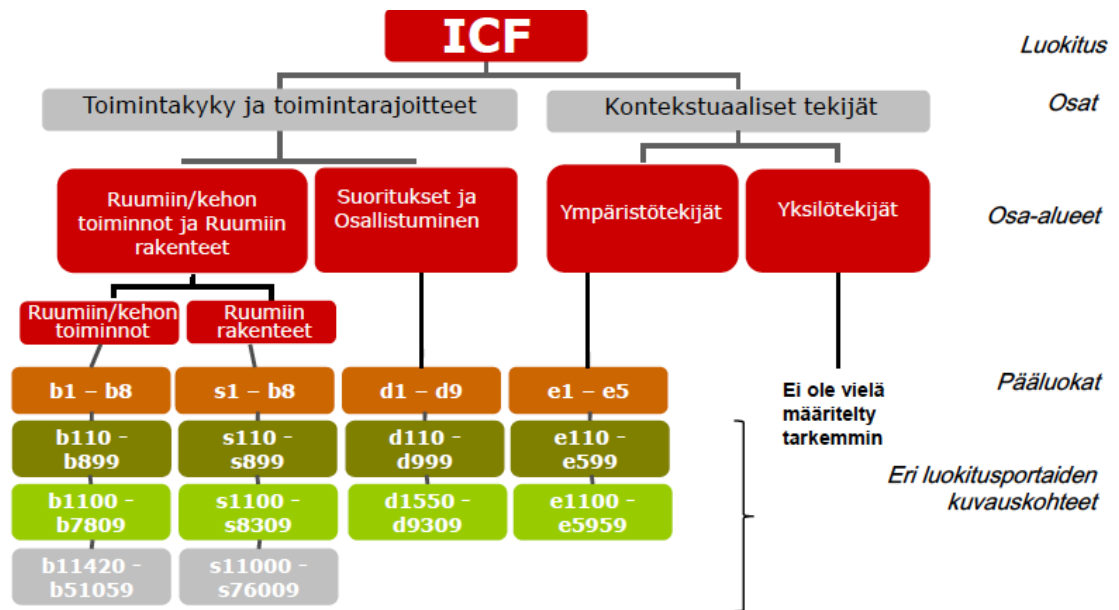 ICF
Luokitus
Toimintakyky ja toimintarajoitteet
Kontekstuaaliset tekijät
Osat
Ruumiin/kehon
toiminnot ja Ruumiin
rakenteet
Suoritukset ja
Osallistuminen
Ympäristötekijät
Yksilötekijät
Osa-alueet
Ruumiin/kehon
toiminnot
Ruumiin
rakenteet
b1 – b8
s1 – b8
d1 – d9
e1 – e5
Ei ole vielä
määritelty
tarkemmin
Pääluokat
b110 –
b899
s110 –
s899
d110 –
d999
e110 –
e599
Eri luokitusportaiden
kuvauskohteet
b1100 –
b7809
s1100 –
s8309
d1550 –
d9309
e1100 –
e5959
b11420 –
b51059
s11000 –
s76009